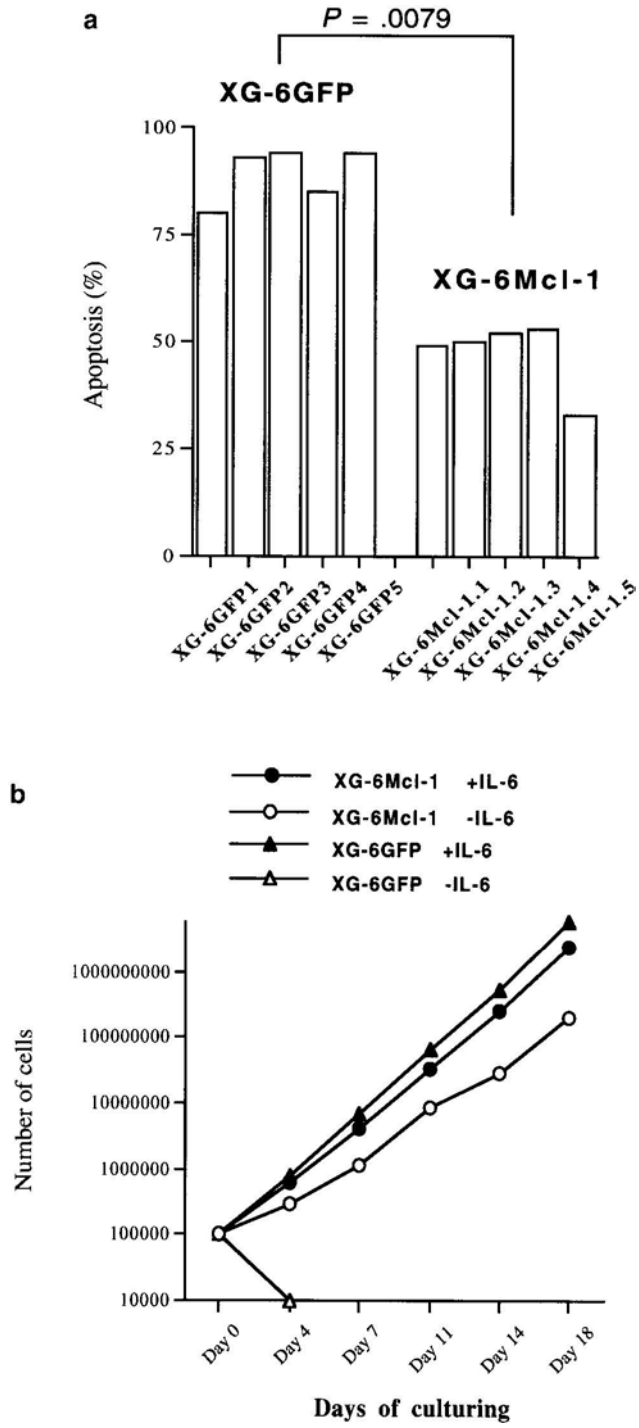 a
P = .0079
XG-6GFP
XG-6Mcl-1
Apoptosis (%)
100
75
50
25
0
XG-6GFP1
XG-6GFP2
XG-6GFP3
XG-6GFP4
XG-6GFP5
XG-6Mcl-1.1
XG-6Mcl-1.2
XG-6Mcl-1.3
XG-6Mcl-1.4
XG-6Mcl-1.5
b
XG-6Mcl-1 +IL-6
XG-6Mcl-1 -IL-6
XG-6GFP +IL-6
XG-6GFP -IL-6
Number of cells
1000000000
100000000
10000000
1000000
100000
10000
Day 0
Day 4
Day 7
Day 11
Day 14
Day 18
Days of culturing